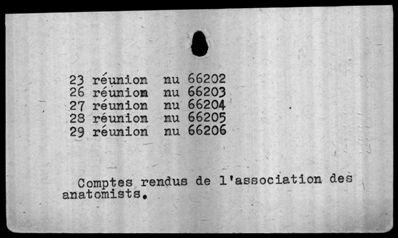 23 réunion nu 66202
26 réunion nu 66203
27 réunion nu 66204
28 réunion nu 66205
29 réunion nu 66206
Comptes rendus de l'association des
anatomists.